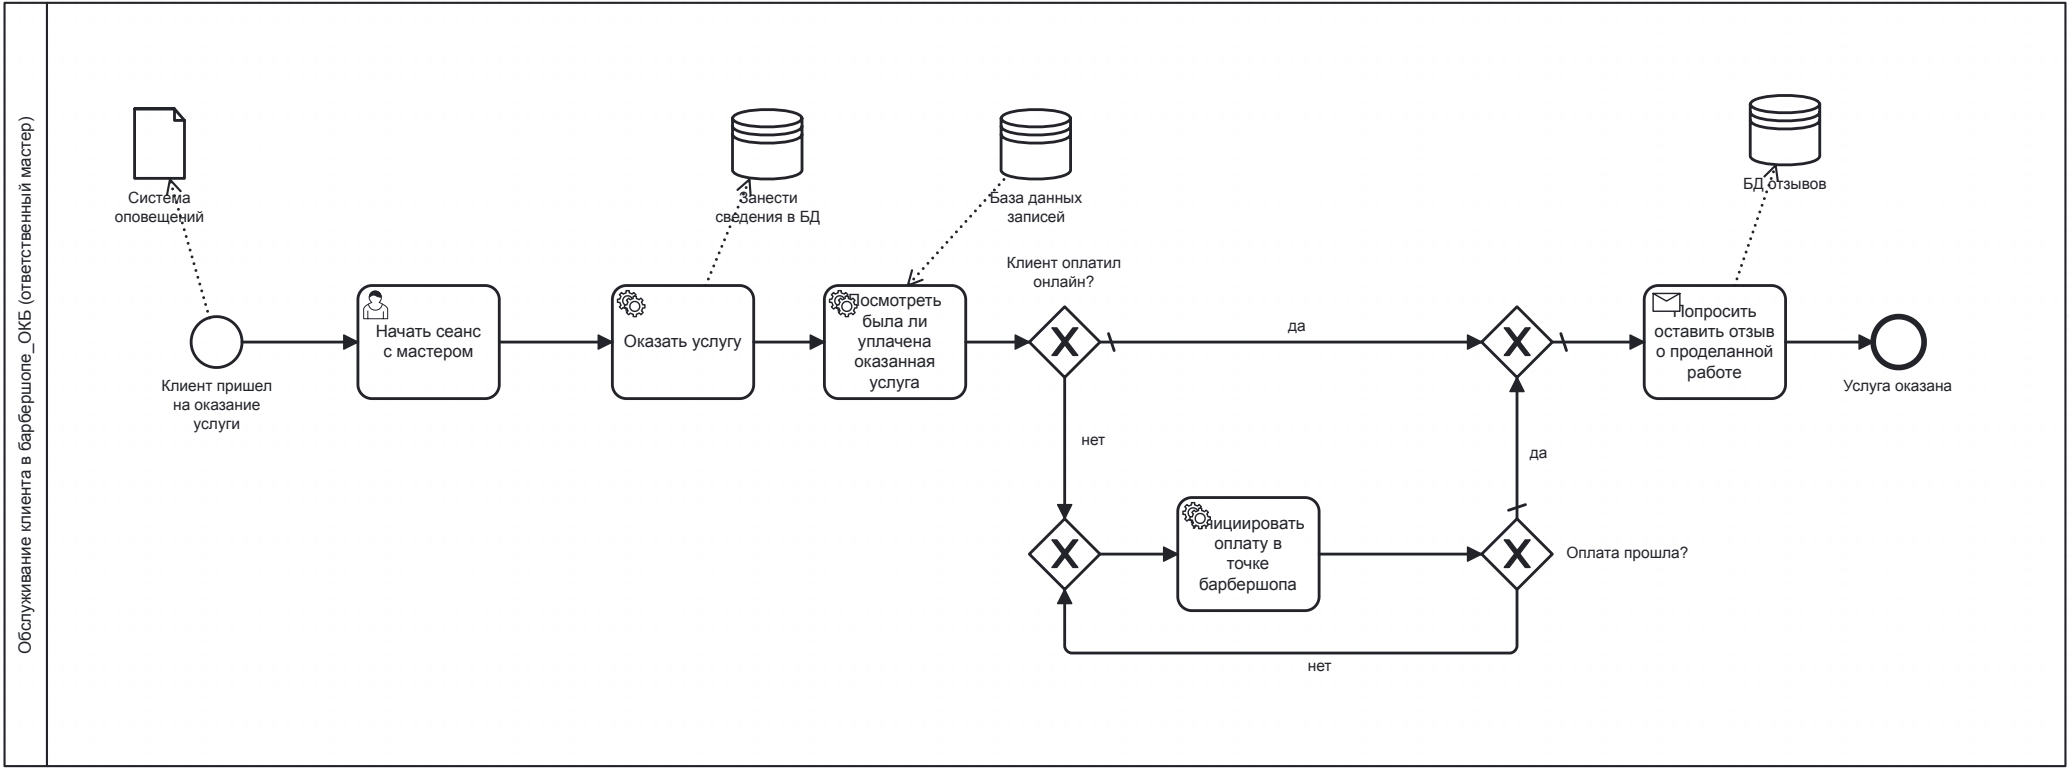 Обслуживание клиента в барбершопе_ОКБ (ответственный мастер)
Система
оповещений
Занести
сведения в БД
База данных
записей
БД отзывов
Клиент оплатил
онлайн?
Клиент пришел
на оказание
услуги
Начать сеанс
с мастером
Оказать услугу
Посмотреть
была ли
уплачена
оказанная
услуга
да
Попросить
оставить отзыв
о проделанной
работе
Услуга оказана
нет
да
Инициировать
оплату в
точке
барбершопа
Оплата прошла?
нет